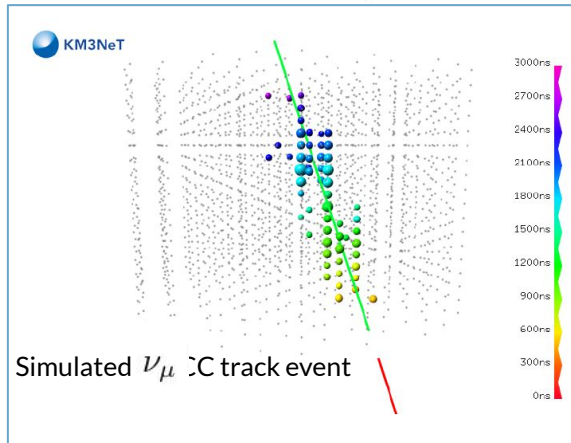 KM3NeT
3000ns
2700ns
2400ns
2100ns
1800ns
1500ns
1200ns
900ns
600ns
300ns
0ns
Simulated νμ CC track event